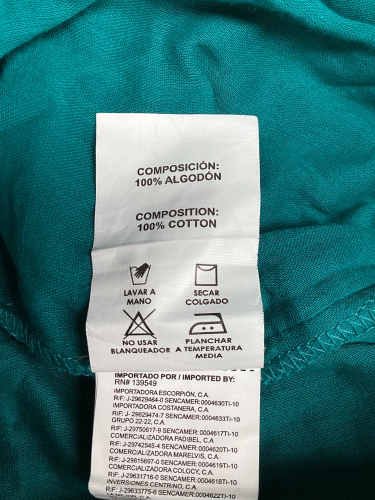 COMPOSICIÓN:
100% ALGODÓN
COMPOSITION:
100% COTTON
LAVAR A
MANO
SECAR
COLGADO
NO USAR
BLANQUEADOR
PLANCHAR
A TEMPERATURA
MEDIA
IMPORTADO POR / IMPORTED BY:
RN# 139549
IMPORTADORA ESCORPIÓN, C.A.
RIF: J-29629464-0 SENCAMER:0004630TI-10
IMPORTADORA COSTANERA, C.A.
RIF: J-29629474-7 SENCAMER:0004633TI-10
GRUPO 22-22, C.A.
RIF: J-29750617-9 SENCAMER:0004617TI-10
COMERCIALIZADORA PADIBEL, C.A.
RIF: J-29742545-4 SENCAMER:0004602TI-10
COMERCIALIZADORA MARELVIS, C.A.
RIF: J-29815697-0 SENCAMER:0004619TI-10
COMERCIALIZADORA COLOCY, C.A.
RIF: J-29631716-0 SENCAMER:0004618TI-10
INVERSIONES CENTRINO, C.A.
RIF: J-29633775-6 SENCAMER:0004622TI-10